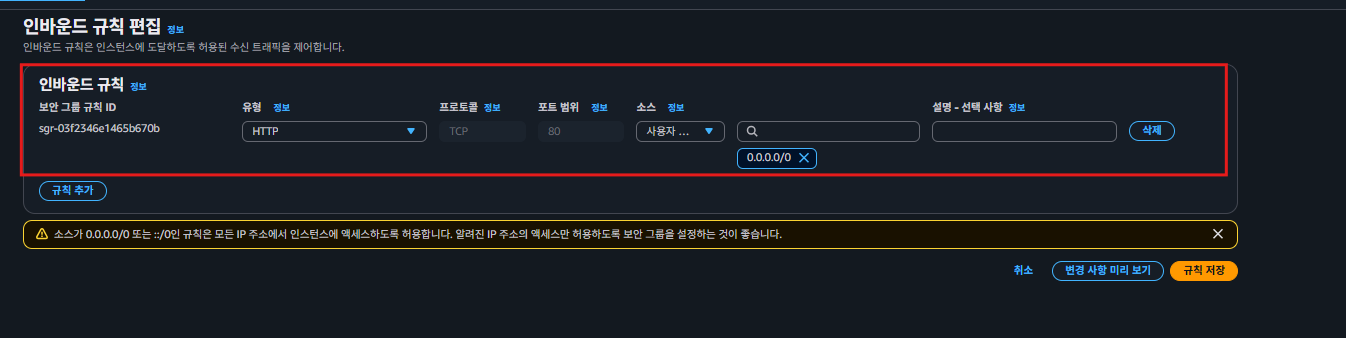 인바운드 규칙 편집 정보
인바운드 규칙은 인스턴스에 도달하도록 허용된 수신 트래픽을 제어합니다.
인바운드 규칙 정보
보안 그룹 규칙 ID 유형 정보 프로토콜 정보 포트 범위 정보 소스 정보 설명 - 선택 사항 정보
sgr-03f2346e1465b670b HTTP TCP 80 사용자 ... 삭제
0.0.0.0/0
규칙 추가
소스가 0.0.0.0/0 또는 ::/0인 규칙은 모든 IP 주소에서 인스턴스에 액세스하도록 허용합니다. 알려진 IP 주소의 액세스만 허용하도록 보안 그룹을 설정하는 것이 좋습니다.
취소 변경 사항 미리 보기 규칙 저장